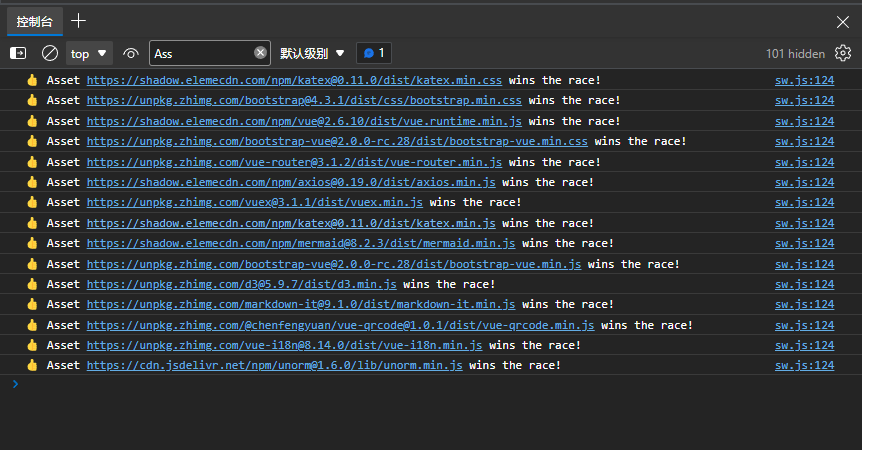 控制台
top Ass 默认级别 1 101 hidden
👍 Asset https://shadow.elemecdn.com/npm/katex@0.11.0/dist/katex.min.css wins the race! sw.js:124
👍 Asset https://unpkg.zhimg.com/bootstrap@4.3.1/dist/css/bootstrap.min.css wins the race! sw.js:124
👍 Asset https://shadow.elemecdn.com/npm/vue@2.6.10/dist/vue.runtime.min.js wins the race! sw.js:124
👍 Asset https://unpkg.zhimg.com/bootstrap-vue@2.0.0-rc.28/dist/bootstrap-vue.min.css wins the race! sw.js:124
👍 Asset https://unpkg.zhimg.com/vue-router@3.1.2/dist/vue-router.min.js wins the race! sw.js:124
👍 Asset https://shadow.elemecdn.com/npm/axios@0.19.0/dist/axios.min.js wins the race! sw.js:124
👍 Asset https://unpkg.zhimg.com/vuex@3.1.1/dist/vuex.min.js wins the race! sw.js:124
👍 Asset https://shadow.elemecdn.com/npm/katex@0.11.0/dist/katex.min.js wins the race! sw.js:124
👍 Asset https://shadow.elemecdn.com/npm/mermaid@8.2.3/dist/mermaid.min.js wins the race! sw.js:124
👍 Asset https://unpkg.zhimg.com/bootstrap-vue@2.0.0-rc.28/dist/bootstrap-vue.min.js wins the race! sw.js:124
👍 Asset https://unpkg.zhimg.com/d3@5.9.7/dist/d3.min.js wins the race! sw.js:124
👍 Asset https://unpkg.zhimg.com/markdown-it@9.1.0/dist/markdown-it.min.js wins the race! sw.js:124
👍 Asset https://unpkg.zhimg.com/@chenfengyuan/vue-qrcode@1.0.1/dist/vue-qrcode.min.js wins the race! sw.js:124
👍 Asset https://unpkg.zhimg.com/vue-i18n@8.14.0/dist/vue-i18n.min.js wins the race! sw.js:124
👍 Asset https://cdn.jsdelivr.net/npm/unorm@1.6.0/lib/unorm.min.js wins the race! sw.js:124